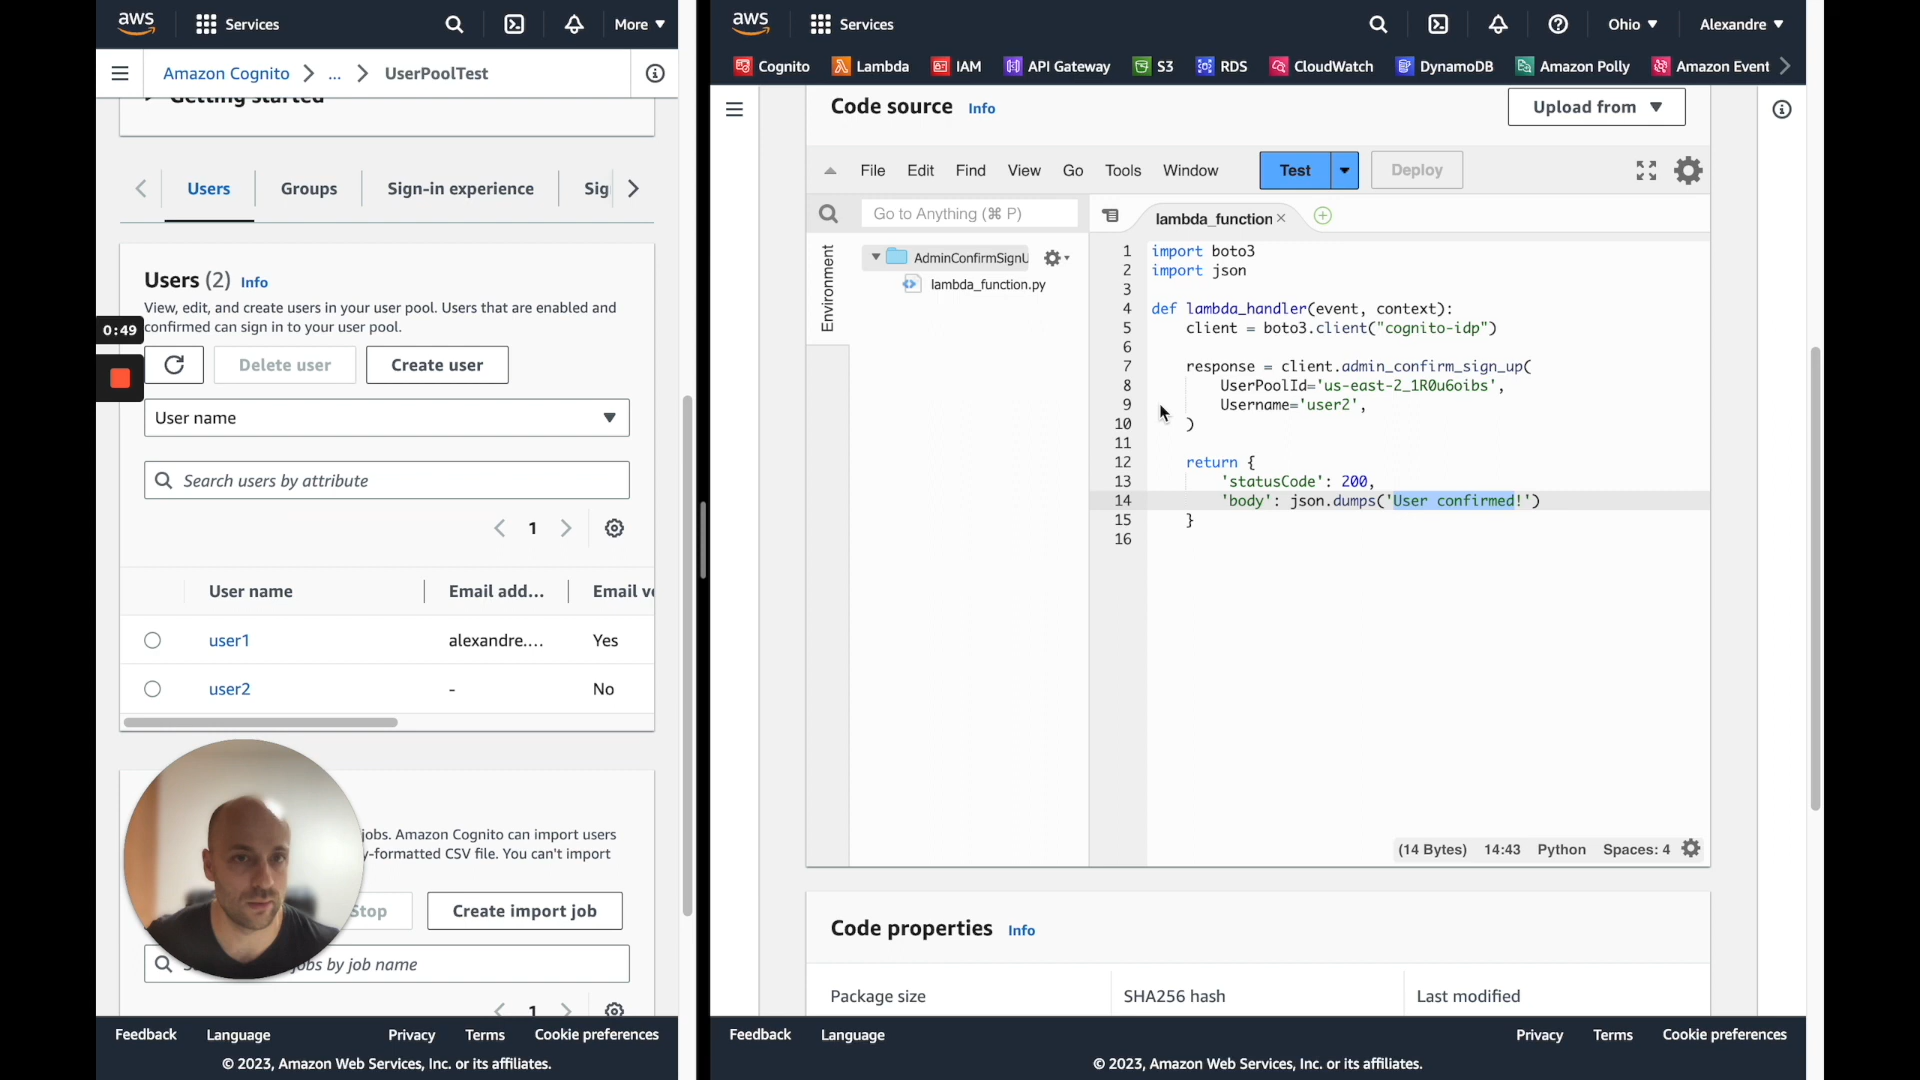 aws
Services
More
Amazon Cognito
...
UserPoolTest
Getting started
Users
Groups
Sign-in experience
Sig
Users (2) Info
View, edit, and create users in your user pool. Users that are enabled and
confirmed can sign in to your user pool.
0:49
Delete user
Create user
User name
Search users by attribute
1
User name
Email add...
Email v
user1
alexandre....
Yes
user2
-
No
jobs. Amazon Cognito can import users
y-formatted CSV file. You can't import
Stop
Create import job
jobs by job name
1
Feedback
Language
Privacy
Terms
Cookie preferences
© 2023, Amazon Web Services, Inc. or its affiliates.
aws
Services
Ohio
Alexandre
Cognito
Lambda
IAM
API Gateway
S3
RDS
CloudWatch
DynamoDB
Amazon Polly
Amazon Event
Code source Info
Upload from
File
Edit
Find
View
Go
Tools
Window
Test
Deploy
Go to Anything (⌘ P)
lambda_function
Environment
AdminConfirmSignU
lambda_function.py
1 import boto3
2 import json
3
4 def lambda_handler(event, context):
5     client = boto3.client("cognito-idp")
6
7     response = client.admin_confirm_sign_up(
8         UserPoolId='us-east-2_1R0u6oibs',
9         Username='user2',
10     )
11
12     return {
13         'statusCode': 200,
14         'body': json.dumps('User confirmed!')
15     }
16
(14 Bytes)
14:43
Python
Spaces: 4
Code properties Info
Package size
SHA256 hash
Last modified
Feedback
Language
Privacy
Terms
Cookie preferences
© 2023, Amazon Web Services, Inc. or its affiliates.